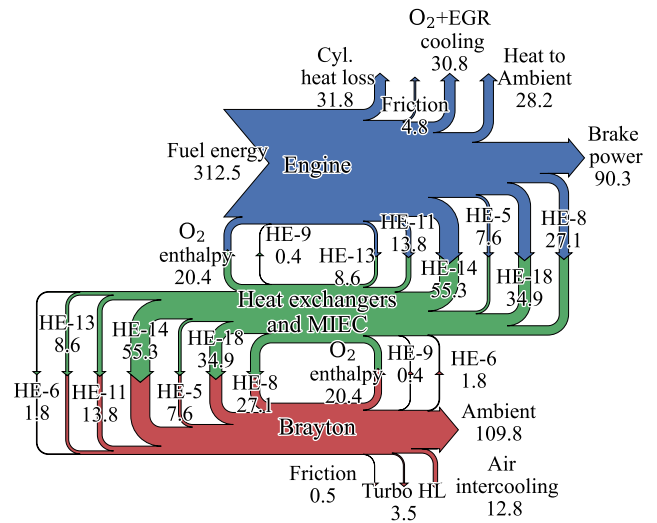 O2+EGR
cooling
30.8
Cyl.
heat loss
31.8
Heat to
Ambient
28.2
Friction
4.8
Fuel energy
312.5
Engine
Brake
power
90.3
O2
enthalpy
20.4
HE-9
0.4
HE-13
8.6
HE-11
13.8
HE-14
55.3
HE-5
7.6
HE-18
34.9
HE-8
27.1
Heat exchangers
and MIEC
HE-6
1.8
HE-13
8.6
HE-11
13.8
HE-14
55.3
HE-5
7.6
HE-18
34.9
HE-8
27.1
O2
enthalpy
20.4
HE-9
0.4
HE-6
1.8
Brayton
Ambient
109.8
Friction
0.5
Turbo HL
3.5
Air
intercooling
12.8